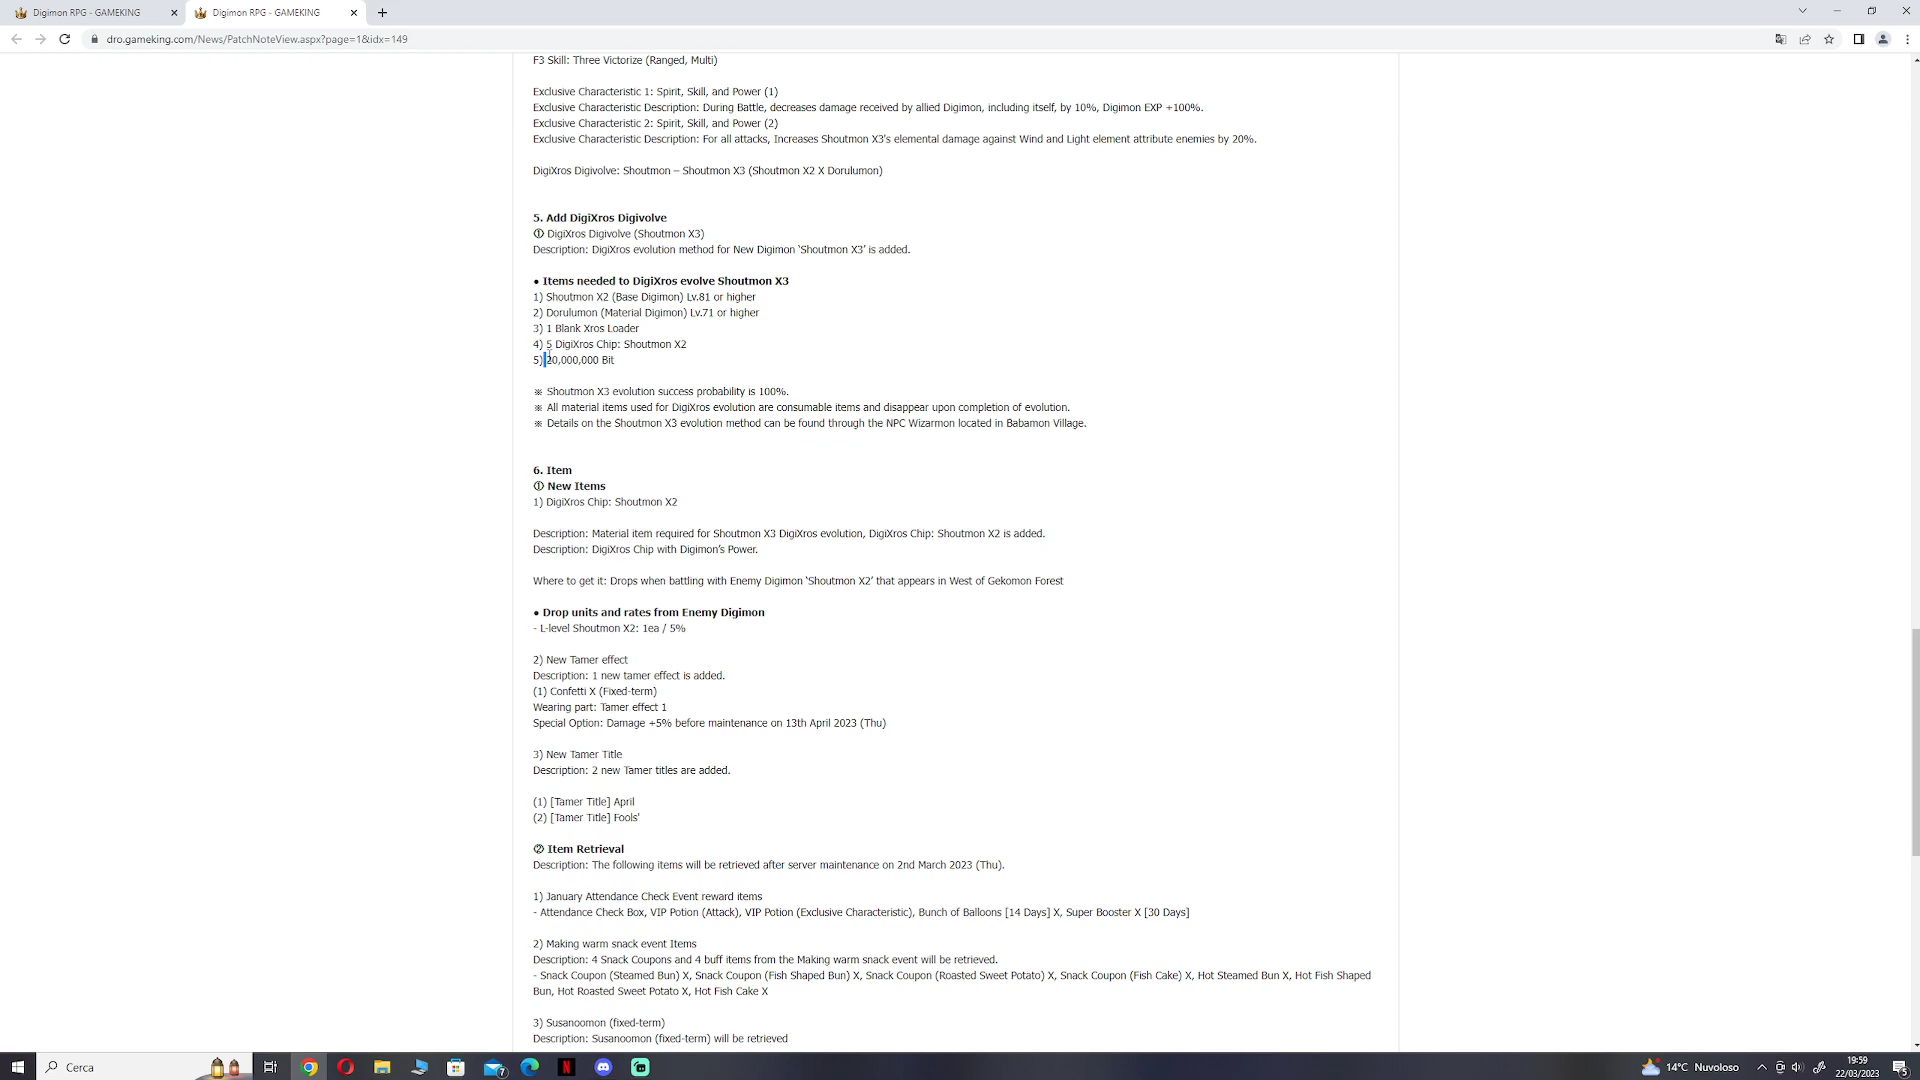 Digimon RPG - GAMEKING
Digimon RPG - GAMEKING
dro.gameking.com/News/PatchNoteView.aspx?page=1&idx=149
F3 Skill: Three Victorize (Ranged, Multi)
Exclusive Characteristic 1: Spirit, Skill, and Power (1)
Exclusive Characteristic Description: During Battle, decreases damage received by allied Digimon, including itself, by 10%, Digimon EXP +100%.
Exclusive Characteristic 2: Spirit, Skill, and Power (2)
Exclusive Characteristic Description: For all attacks, Increases Shoutmon X3's elemental damage against Wind and Light element attribute enemies by 20%.
DigiXros Digivolve: Shoutmon – Shoutmon X3 (Shoutmon X2 X Dorulumon)
5. Add DigiXros Digivolve
① DigiXros Digivolve (Shoutmon X3)
Description: DigiXros evolution method for New Digimon ‘Shoutmon X3’ is added.
● Items needed to DigiXros evolve Shoutmon X3
1) Shoutmon X2 (Base Digimon) Lv.81 or higher
2) Dorulumon (Material Digimon) Lv.71 or higher
3) 1 Blank Xros Loader
4) 5 DigiXros Chip: Shoutmon X2
5) 20,000,000 Bit
※ Shoutmon X3 evolution success probability is 100%.
※ All material items used for DigiXros evolution are consumable items and disappear upon completion of evolution.
※ Details on the Shoutmon X3 evolution method can be found through the NPC Wizarmon located in Babamon Village.
6. Item
① New Items
1) DigiXros Chip: Shoutmon X2
Description: Material item required for Shoutmon X3 DigiXros evolution, DigiXros Chip: Shoutmon X2 is added.
Description: DigiXros Chip with Digimon’s Power.
Where to get it: Drops when battling with Enemy Digimon ‘Shoutmon X2’ that appears in West of Gekomon Forest
● Drop units and rates from Enemy Digimon
- L-level Shoutmon X2: 1ea / 5%
2) New Tamer effect
Description: 1 new tamer effect is added.
(1) Confetti X (Fixed-term)
Wearing part: Tamer effect 1
Special Option: Damage +5% before maintenance on 13th April 2023 (Thu)
3) New Tamer Title
Description: 2 new Tamer titles are added.
(1) [Tamer Title] April
(2) [Tamer Title] Fools'
② Item Retrieval
Description: The following items will be retrieved after server maintenance on 2nd March 2023 (Thu).
1) January Attendance Check Event reward items
- Attendance Check Box, VIP Potion (Attack), VIP Potion (Exclusive Characteristic), Bunch of Balloons [14 Days] X, Super Booster X [30 Days]
2) Making warm snack event Items
Description: 4 Snack Coupons and 4 buff items from the Making warm snack event will be retrieved.
- Snack Coupon (Steamed Bun) X, Snack Coupon (Fish Shaped Bun) X, Snack Coupon (Roasted Sweet Potato) X, Snack Coupon (Fish Cake) X, Hot Steamed Bun X, Hot Fish Shaped
Bun, Hot Roasted Sweet Potato X, Hot Fish Cake X
3) Susanoomon (fixed-term)
Description: Susanoomon (fixed-term) will be retrieved
Cerca
7
N
14°C Nuvoloso
19:59
22/03/2023
5